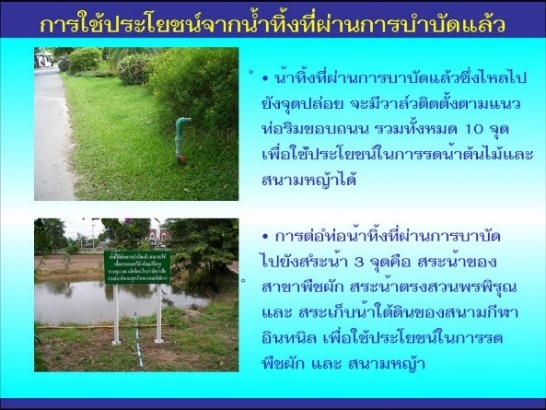 การใช้ประโยชน์จากน้ำทิ้งที่ผ่านการบำบัดแล้ว
• น้ำทิ้งที่ผ่านการบาบัดแล้วซึ่งไหลไป
ยังจุดปล่อย จะมีวาล์วติตตั้งตามแนว
ท่อริมขอบถนน รวมทั้งหมด 10 จุด
เพื่อใช้ประโยชน์ในการรดน้ำต้นไม้และ
สนามหญ้าได้
• การต่อท่อน้ำทิ้งที่ผ่านการบาบัด
ไปยังสระน้ำ 3 จุดคือ สระน้ำของ
สาขาพืชผัก สระน้ำตรงสวนพรพิรุณ
และ สระเก็บน้ำใต้ดินของสนามกีฬา
อินทนิล เพื่อใช้ประโยชน์ในการรด
พืชผัก และ สนามหญ้า